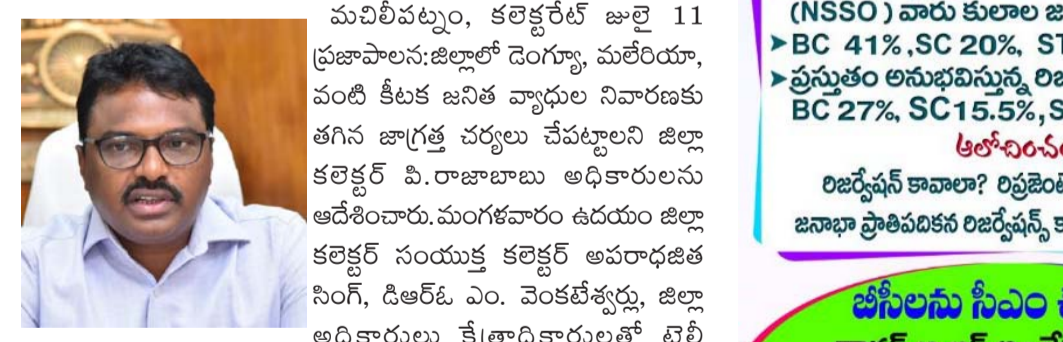 మచిలీపట్నం, కలెక్టరేట్ జులై 11
ప్రజాపాలన:జిల్లాలో డెంగ్యూ, మలేరియా,
వంటి కీటక జనిత వ్యాధుల నివారణకు
తగిన జాగ్రత్త చర్యలు చేపట్టాలని జిల్లా
కలెక్టర్ పి.రాజాబాబు అధికారులను
ఆదేశించారు.మంగళవారం ఉదయం జిల్లా
కలెక్టర్ సంయుక్త కలెక్టర్ అపరాధజిత
సింగ్, డిఆర్ఓ ఎం. వెంకటేశ్వర్లు, జిల్లా
అధికారులు క్షేత్రాధికారులతో టెలీ
(NSSO ) వారు కులాల
➤BC 41%,SC 20%,
➤ప్రస్తుతం అనుభవిస్తున్న
BC 27%, SC15.5%,
రిజర్వేషన్ కావాలా?
జనాభా ప్రాతిపదికన రిజర్వేషన్స్
బీసీలను సీఎం